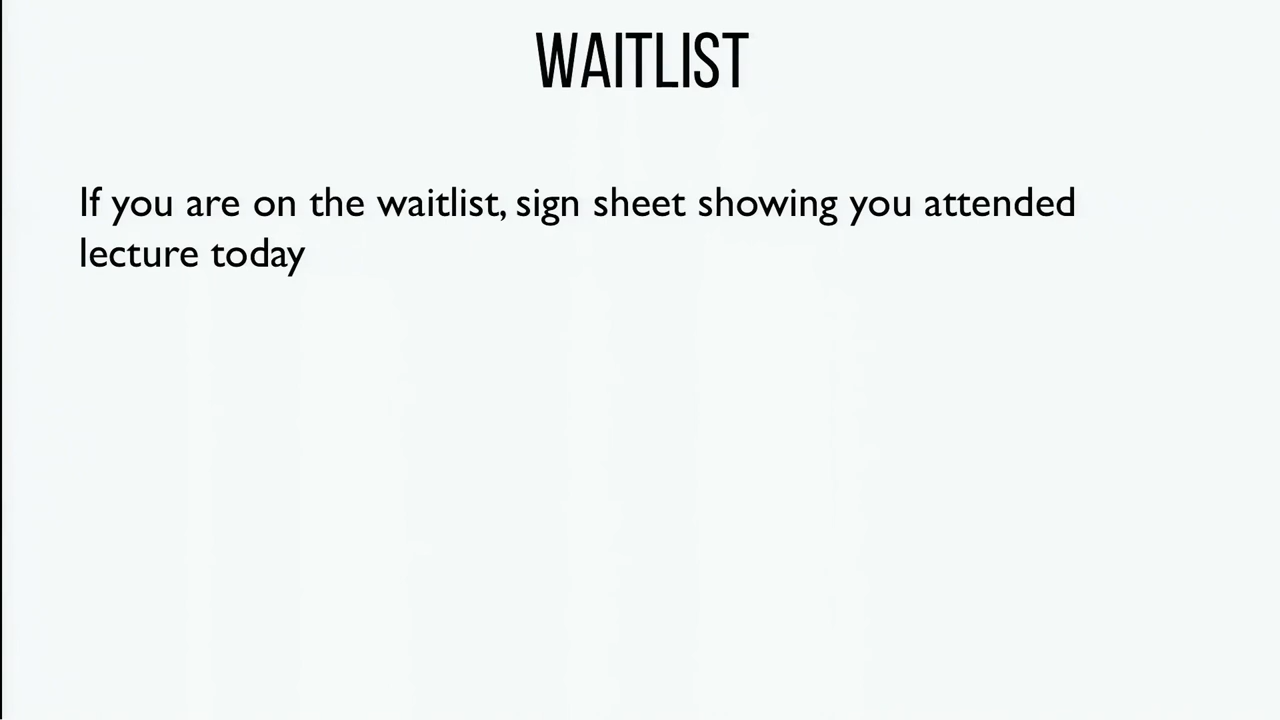 WAITLIST
If you are on the waitlist, sign sheet showing you attended
lecture today